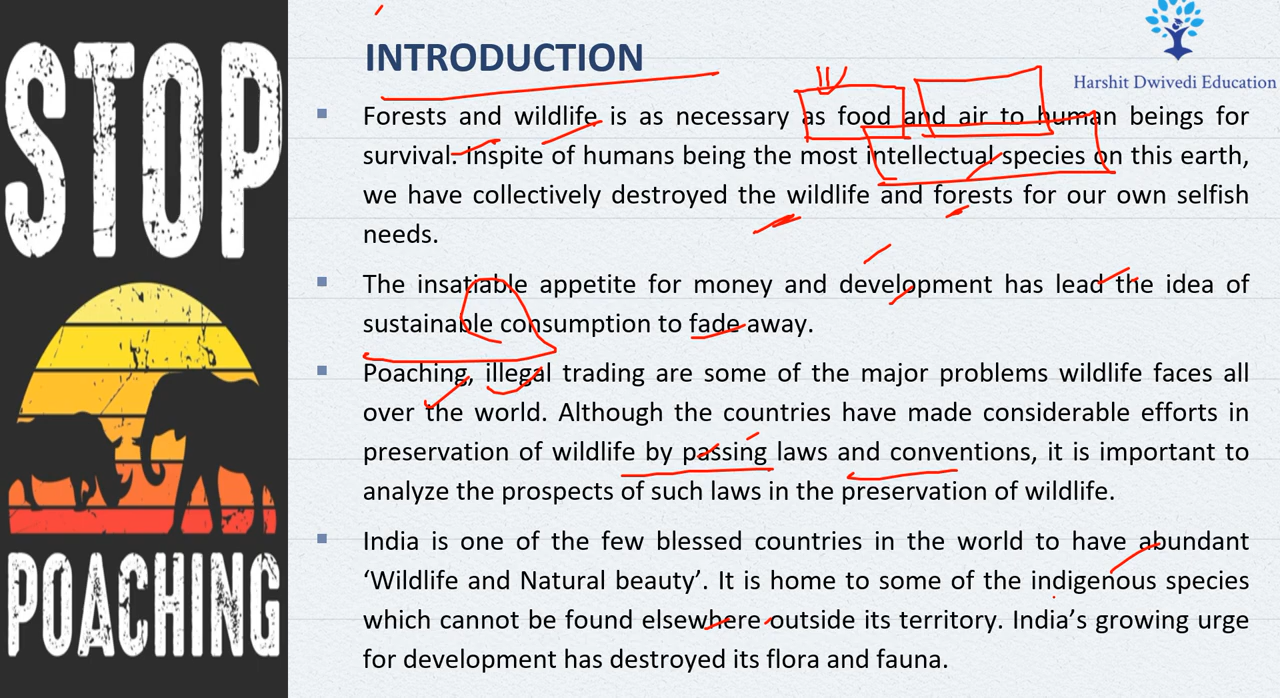 STOP
POACHING
INTRODUCTION
Harshit Dwivedi Education
Forests and wildlife is as necessary as food and air to human beings for
survival. Inspite of humans being the most intellectual species on this earth,
we have collectively destroyed the wildlife and forests for our own selfish
needs.
The insatiable appetite for money and development has lead the idea of
sustainable consumption to fade away.
Poaching, illegal trading are some of the major problems wildlife faces all
over the world. Although the countries have made considerable efforts in
preservation of wildlife by passing laws and conventions, it is important to
analyze the prospects of such laws in the preservation of wildlife.
India is one of the few blessed countries in the world to have abundant
‘Wildlife and Natural beauty’. It is home to some of the indigenous species
which cannot be found elsewhere outside its territory. India’s growing urge
for development has destroyed its flora and fauna.